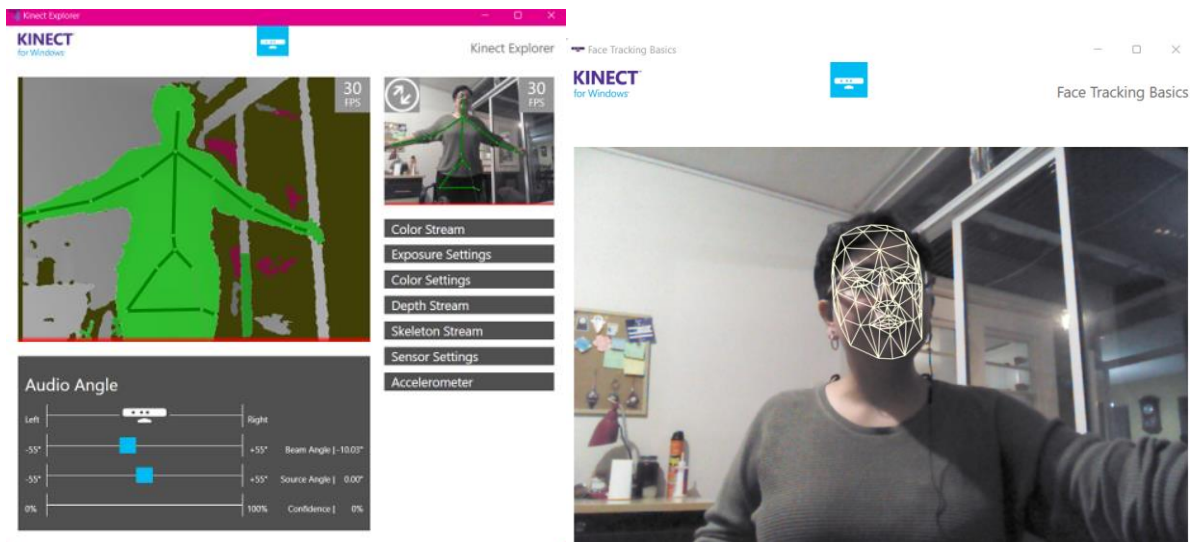 Kinect Explorer
KINECT
for Windows
Kinect Explorer
30
FPS
30
FPS
Color Stream
Exposure Settings
Color Settings
Depth Stream
Skeleton Stream
Sensor Settings
Accelerometer
Audio Angle
Left Right
-55° +55° Beam Angle | -10.03°
-55° +55° Source Angle | 0.00°
0% 100% Confidence | 0%
Face Tracking Basics
KINECT
for Windows
Face Tracking Basics